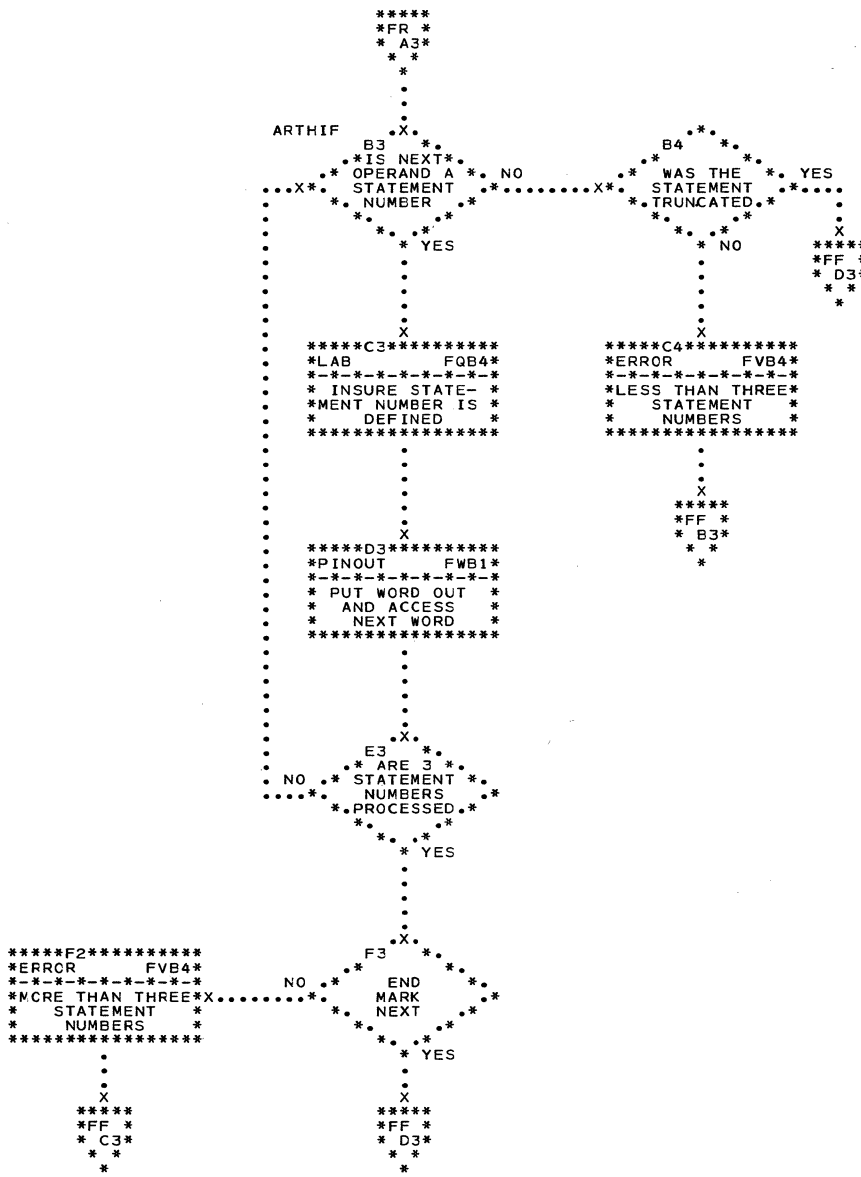 FR
A3
ARTHIF
B3
IS NEXT
OPERAND A
STATEMENT
NUMBER
NO
YES
B4
WAS THE
STATEMENT
TRUNCATED
YES
NO
FF
D3
C3
LAB FQB4
INSURE STATE-
MENT NUMBER IS
DEFINED
C4
ERROR FVB4
LESS THAN THREE
STATEMENT
NUMBERS
FF
B3
D3
PINOUT FWB1
PUT WORD OUT
AND ACCESS
NEXT WORD
E3
ARE 3
STATEMENT
NUMBERS
PROCESSED
NO
YES
F2
ERROR FVB4
MORE THAN THREE
STATEMENT
NUMBERS
F3
END
MARK
NEXT
NO
YES
FF
C3
FF
D3